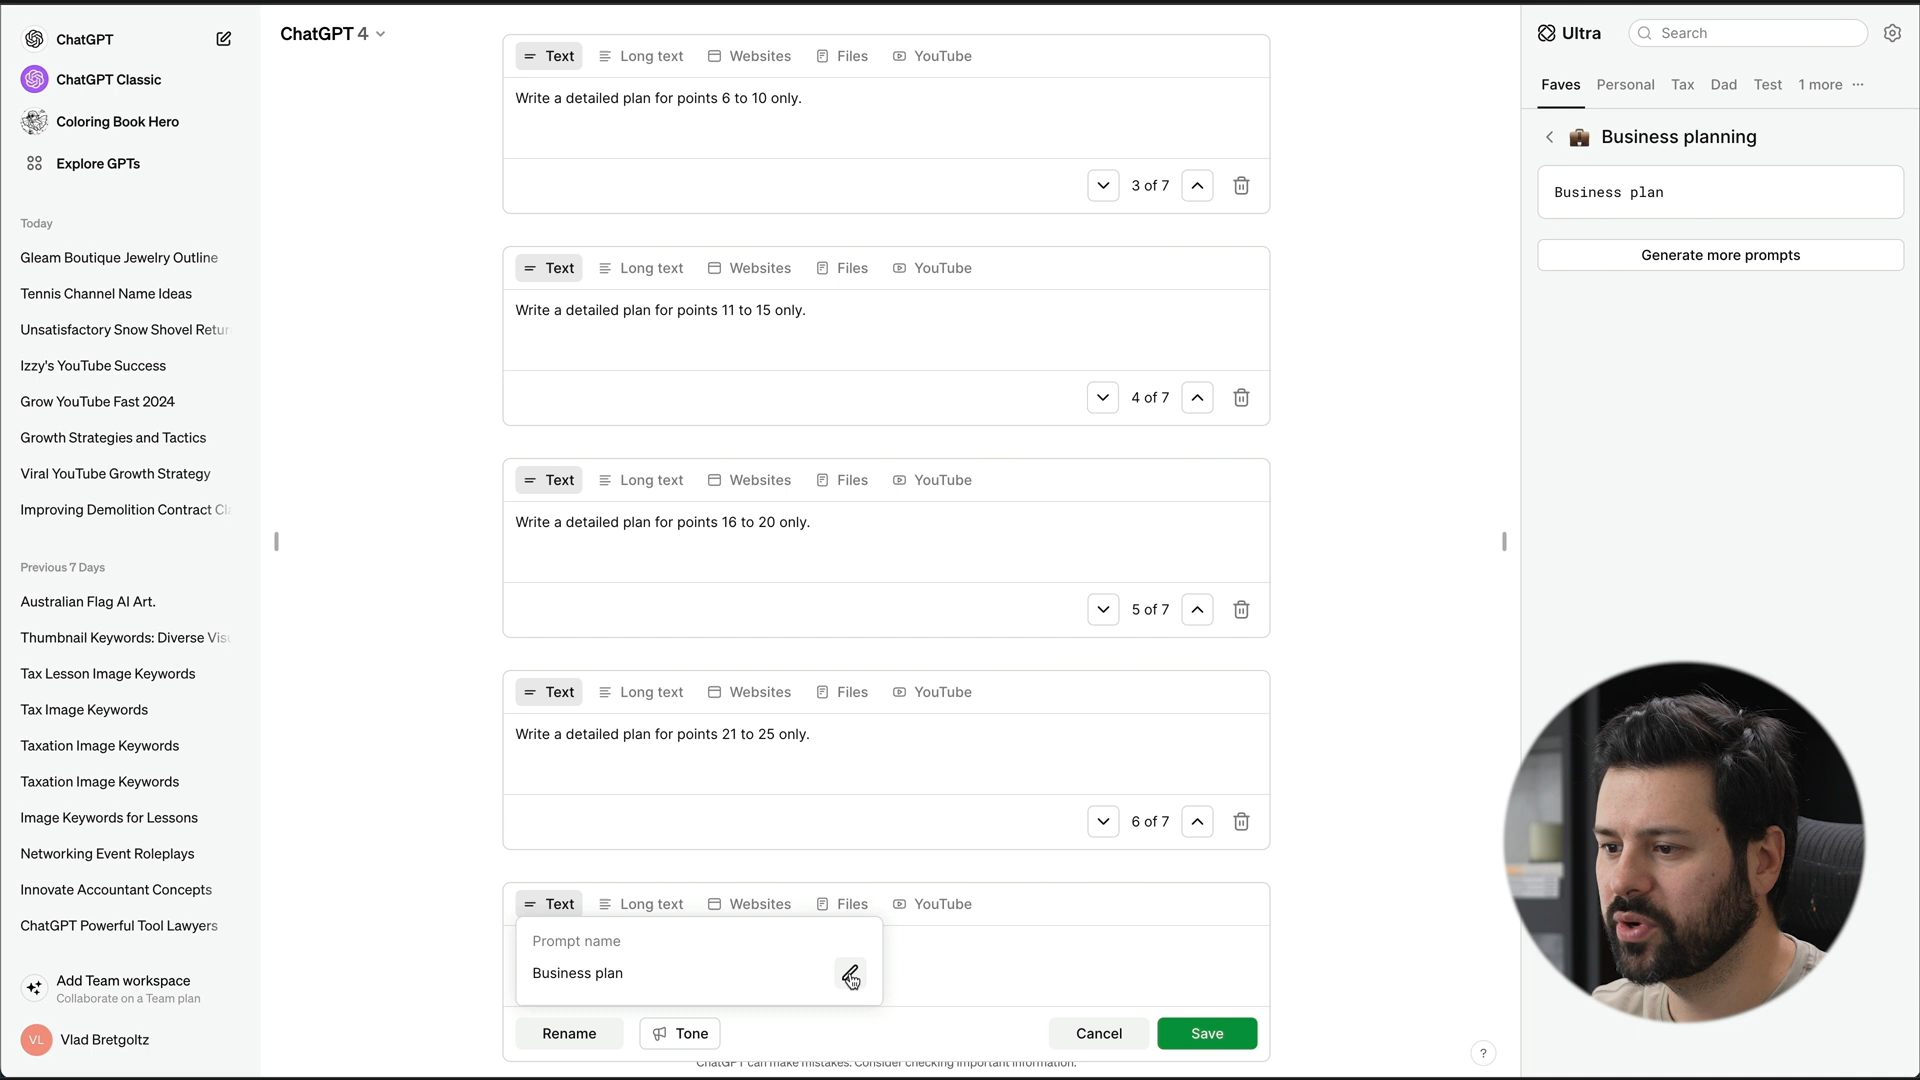 ChatGPT
ChatGPT Classic
Coloring Book Hero
Explore GPTs
Today
Gleam Boutique Jewelry Outline
Tennis Channel Name Ideas
Unsatisfactory Snow Shovel Retur
Izzy's YouTube Success
Grow YouTube Fast 2024
Growth Strategies and Tactics
Viral YouTube Growth Strategy
Improving Demolition Contract Cla
Previous 7 Days
Australian Flag AI Art.
Thumbnail Keywords: Diverse Visu
Tax Lesson Image Keywords
Tax Image Keywords
Taxation Image Keywords
Taxation Image Keywords
Image Keywords for Lessons
Networking Event Roleplays
Innovate Accountant Concepts
ChatGPT Powerful Tool Lawyers
Add Team workspace
Collaborate on a Team plan
VL Vlad Bretgoltz
ChatGPT 4
Text Long text Websites Files YouTube
Write a detailed plan for points 6 to 10 only.
3 of 7
Text Long text Websites Files YouTube
Write a detailed plan for points 11 to 15 only.
4 of 7
Text Long text Websites Files YouTube
Write a detailed plan for points 16 to 20 only.
5 of 7
Text Long text Websites Files YouTube
Write a detailed plan for points 21 to 25 only.
6 of 7
Text Long text Websites Files YouTube
Prompt name
Business plan
Rename Tone Cancel Save
ChatGPT can make mistakes. Consider checking important information.
?
Ultra Search
Faves Personal Tax Dad Test 1 more ···
Business planning
Business plan
Generate more prompts